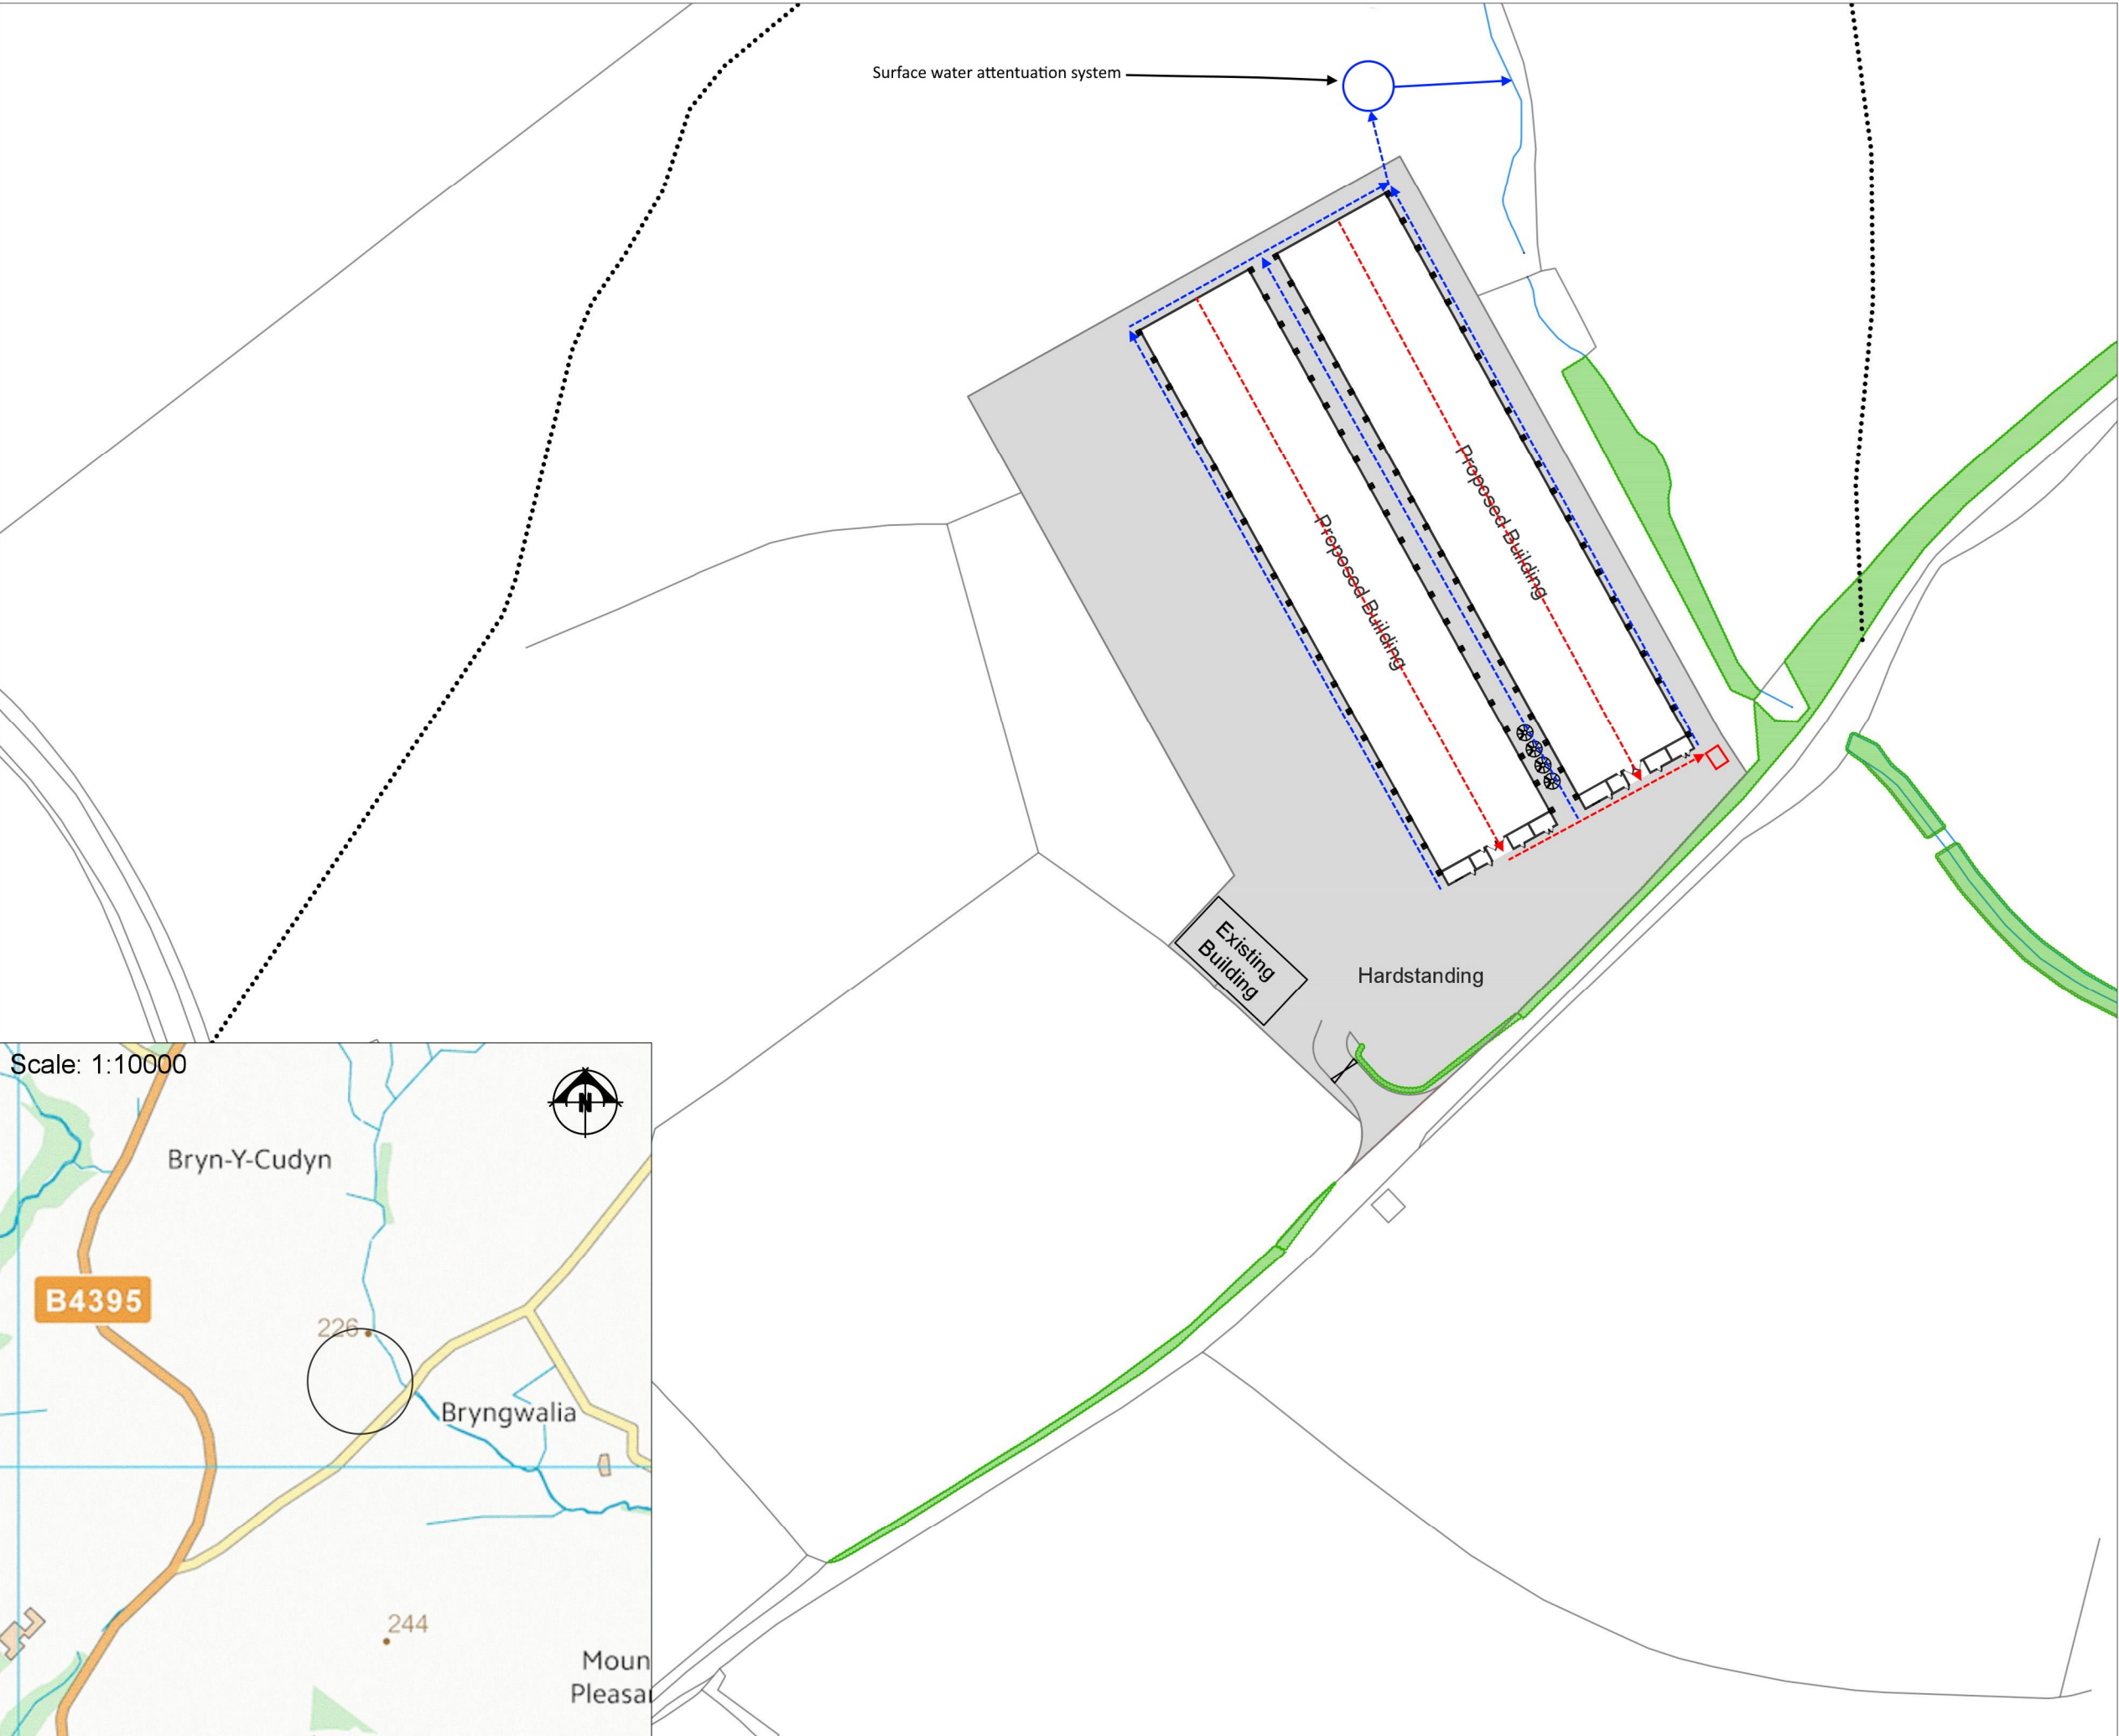 Surface water attentuation system
Proposed Building
Proposed Building
Existing
Building
Hardstanding
Scale: 1:10000
N
Bryn-Y-Cudyn
B4395
226
Bryngwalia
244
Moun
Pleasa